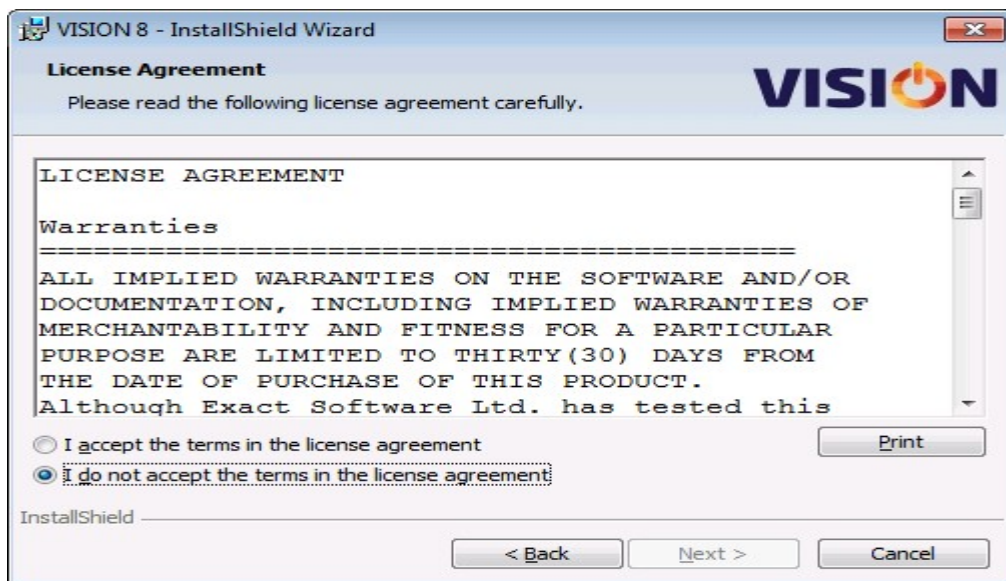 VISION 8 - InstallShield Wizard
License Agreement
Please read the following license agreement carefully.
VISION
LICENSE AGREEMENT
Warranties
=========================================
ALL IMPLIED WARRANTIES ON THE SOFTWARE AND/OR
DOCUMENTATION, INCLUDING IMPLIED WARRANTIES OF
MERCHANTABILITY AND FITNESS FOR A PARTICULAR
PURPOSE ARE LIMITED TO THIRTY(30) DAYS FROM
THE DATE OF PURCHASE OF THIS PRODUCT.
Although Exact Software Ltd. has tested this
I accept the terms in the license agreement
Print
I do not accept the terms in the license agreement
InstallShield
< Back
Next >
Cancel